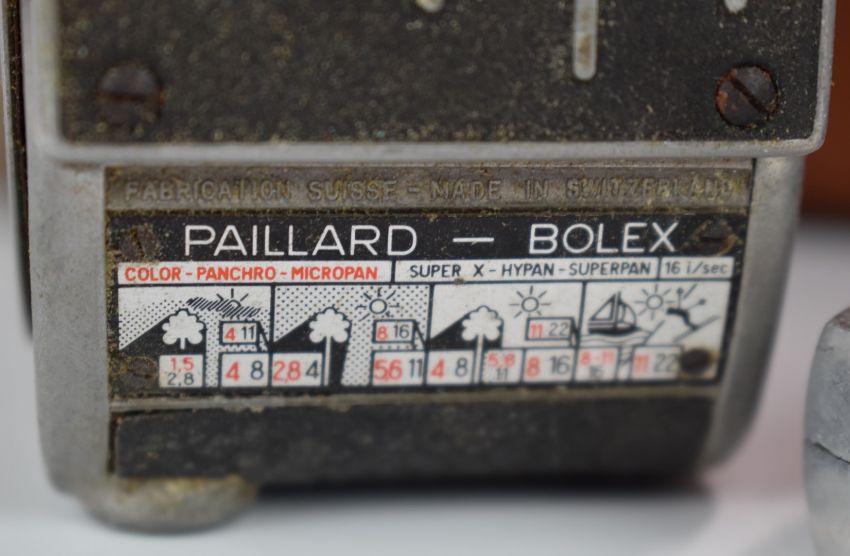 FABRICATION SUISSE - MADE IN SWITZERLAND
PAILLARD — BOLEX
COLOR - PANCHRO - MICROPAN SUPER X - HYPAN - SUPERPAN 16 i/sec
4 11 8 16 11 22
1,5 4 8 2,8 4 5,6 11 4 8 5,6 8 16 8-11 11 22
2,8 11 16